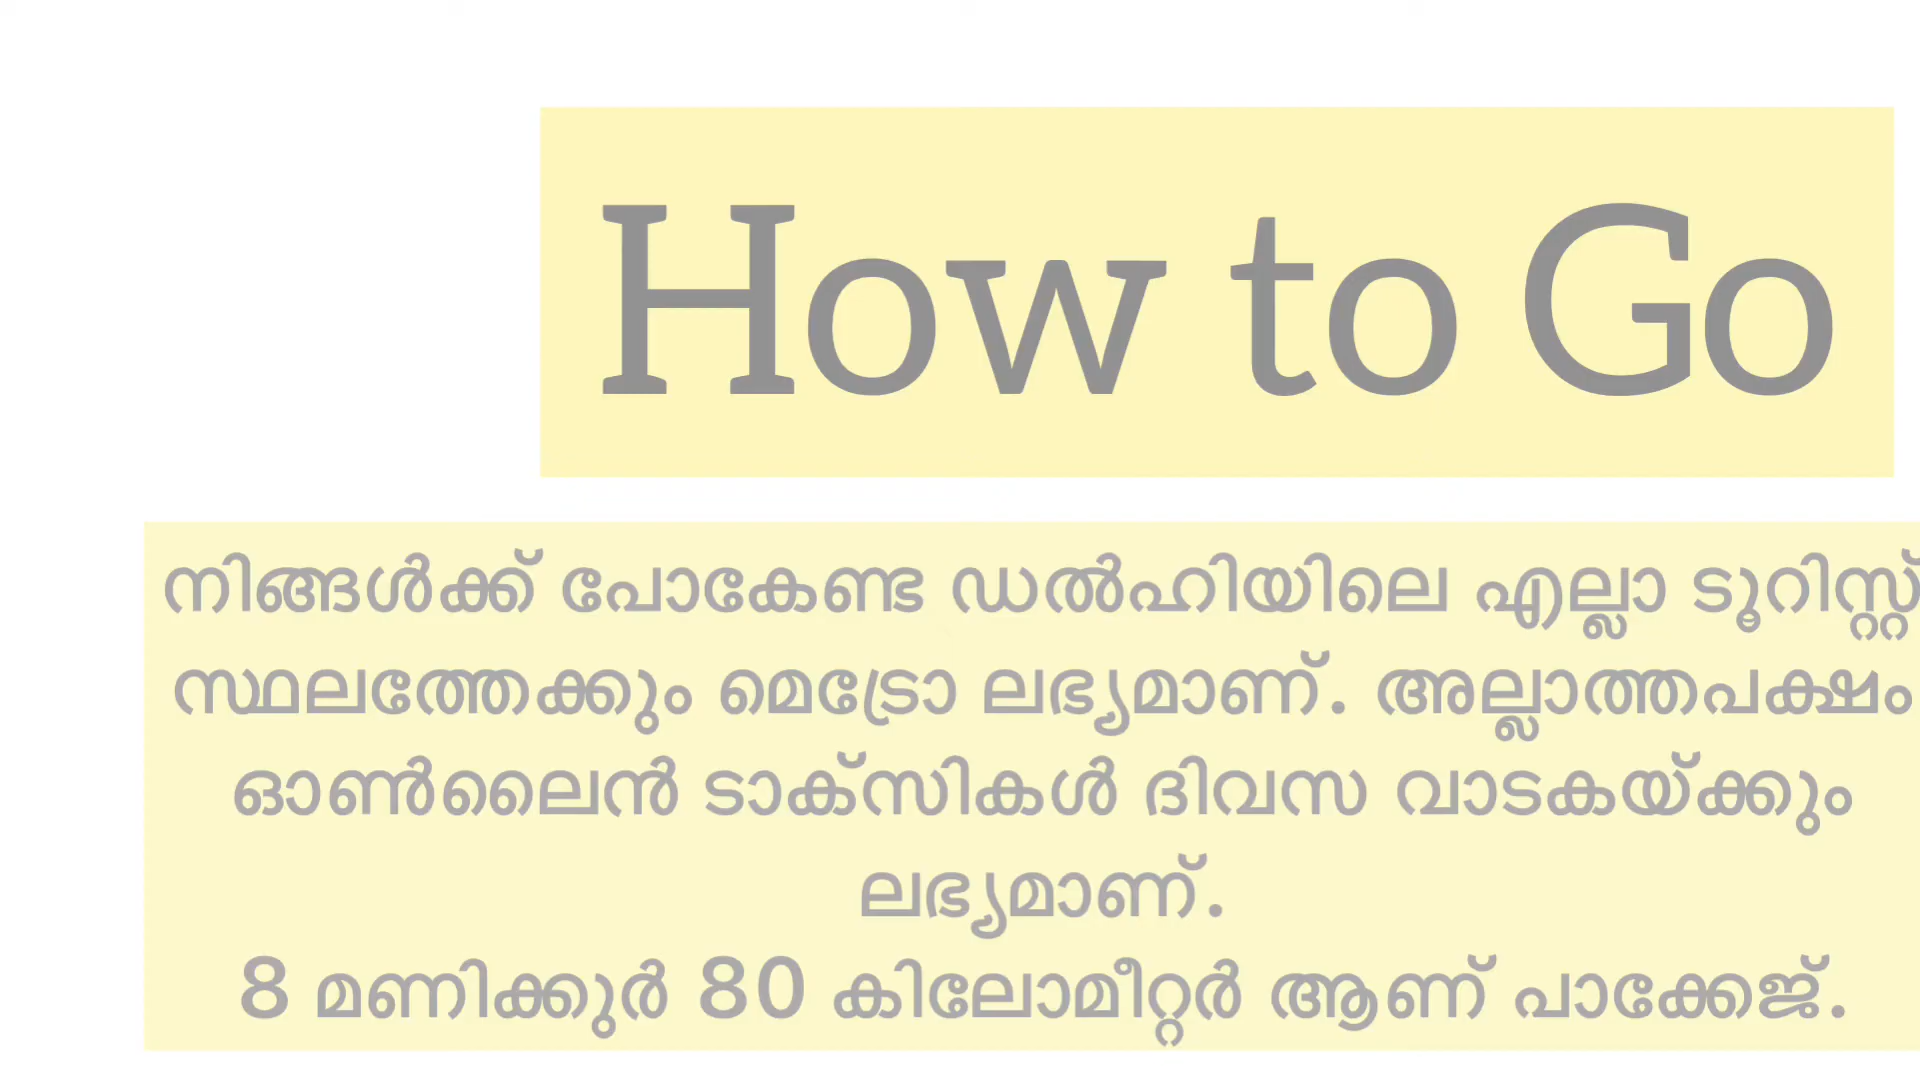 How to Go
നിങ്ങൾക്ക് പോകേണ്ട ഡൽഹിയിലെ എല്ലാ ടൂറിസ്റ്റ്
സ്ഥലത്തേക്കും മെട്രോ ലഭ്യമാണ്. അല്ലാത്തപക്ഷം
ഓൺലൈൻ ടാക്സികൾ ദിവസ വാടകയ്ക്കും
ലഭ്യമാണ്.
8 മണിക്കുർ 80 കിലോമീറ്റർ ആണ് പാക്കേജ്.